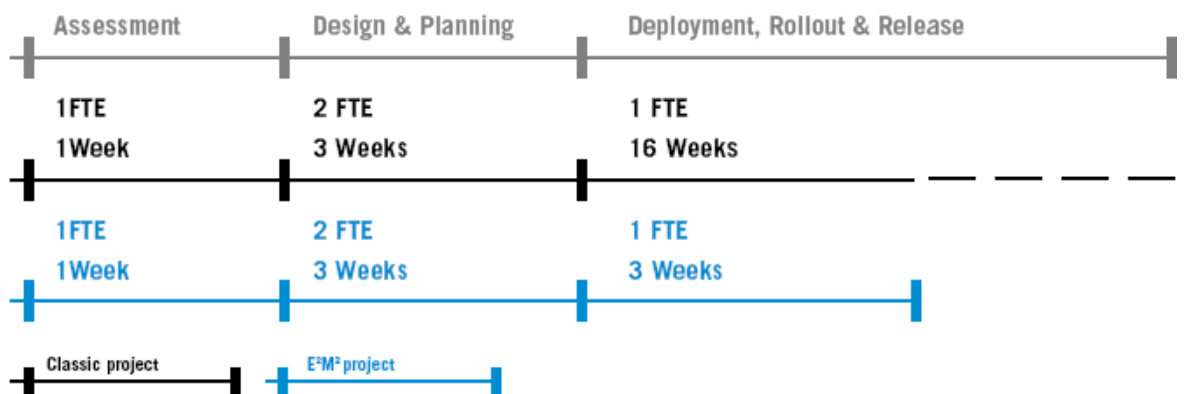 Assessment
Design & Planning
Deployment, Rollout & Release
1FTE
2 FTE
1 FTE
1Week
3 Weeks
16 Weeks
1FTE
2 FTE
1 FTE
1Week
3 Weeks
3 Weeks
Classic project
E²M² project